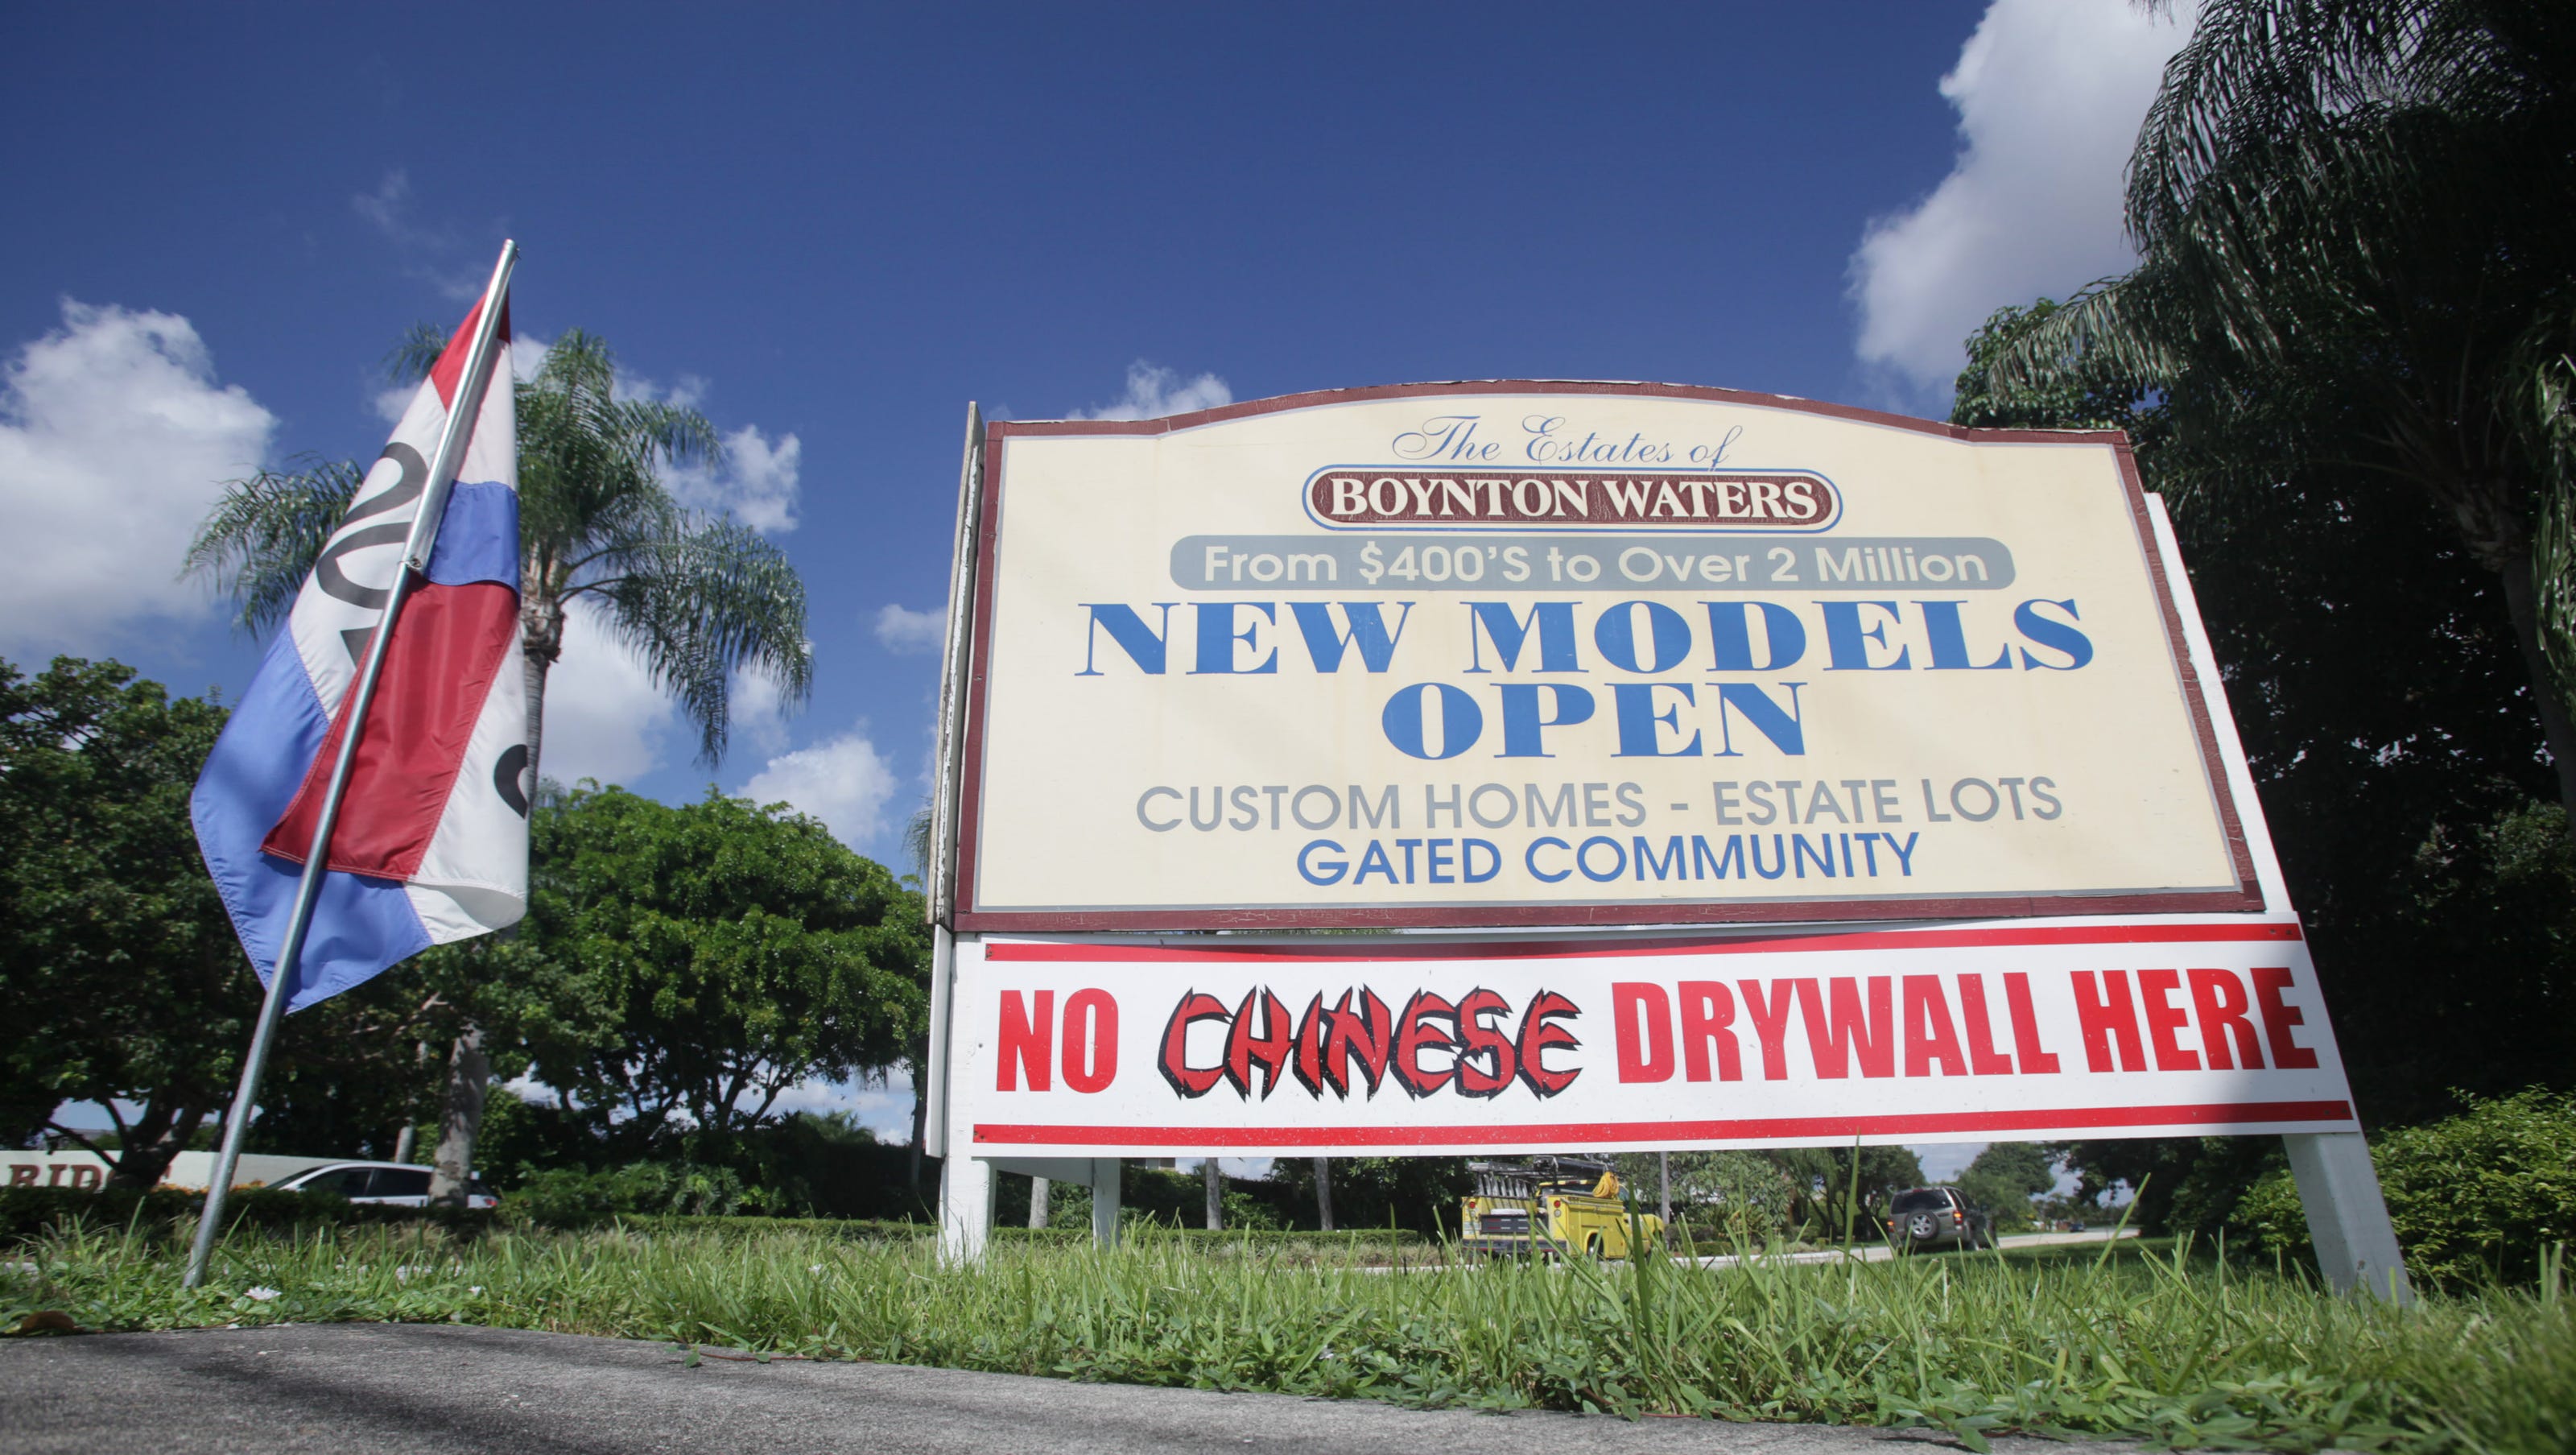 The Estates of
BOYNTON WATERS
From $400'S to Over 2 Million
NEW MODELS
OPEN
CUSTOM HOMES - ESTATE LOTS
GATED COMMUNITY
NO CHINESE DRYWALL HERE